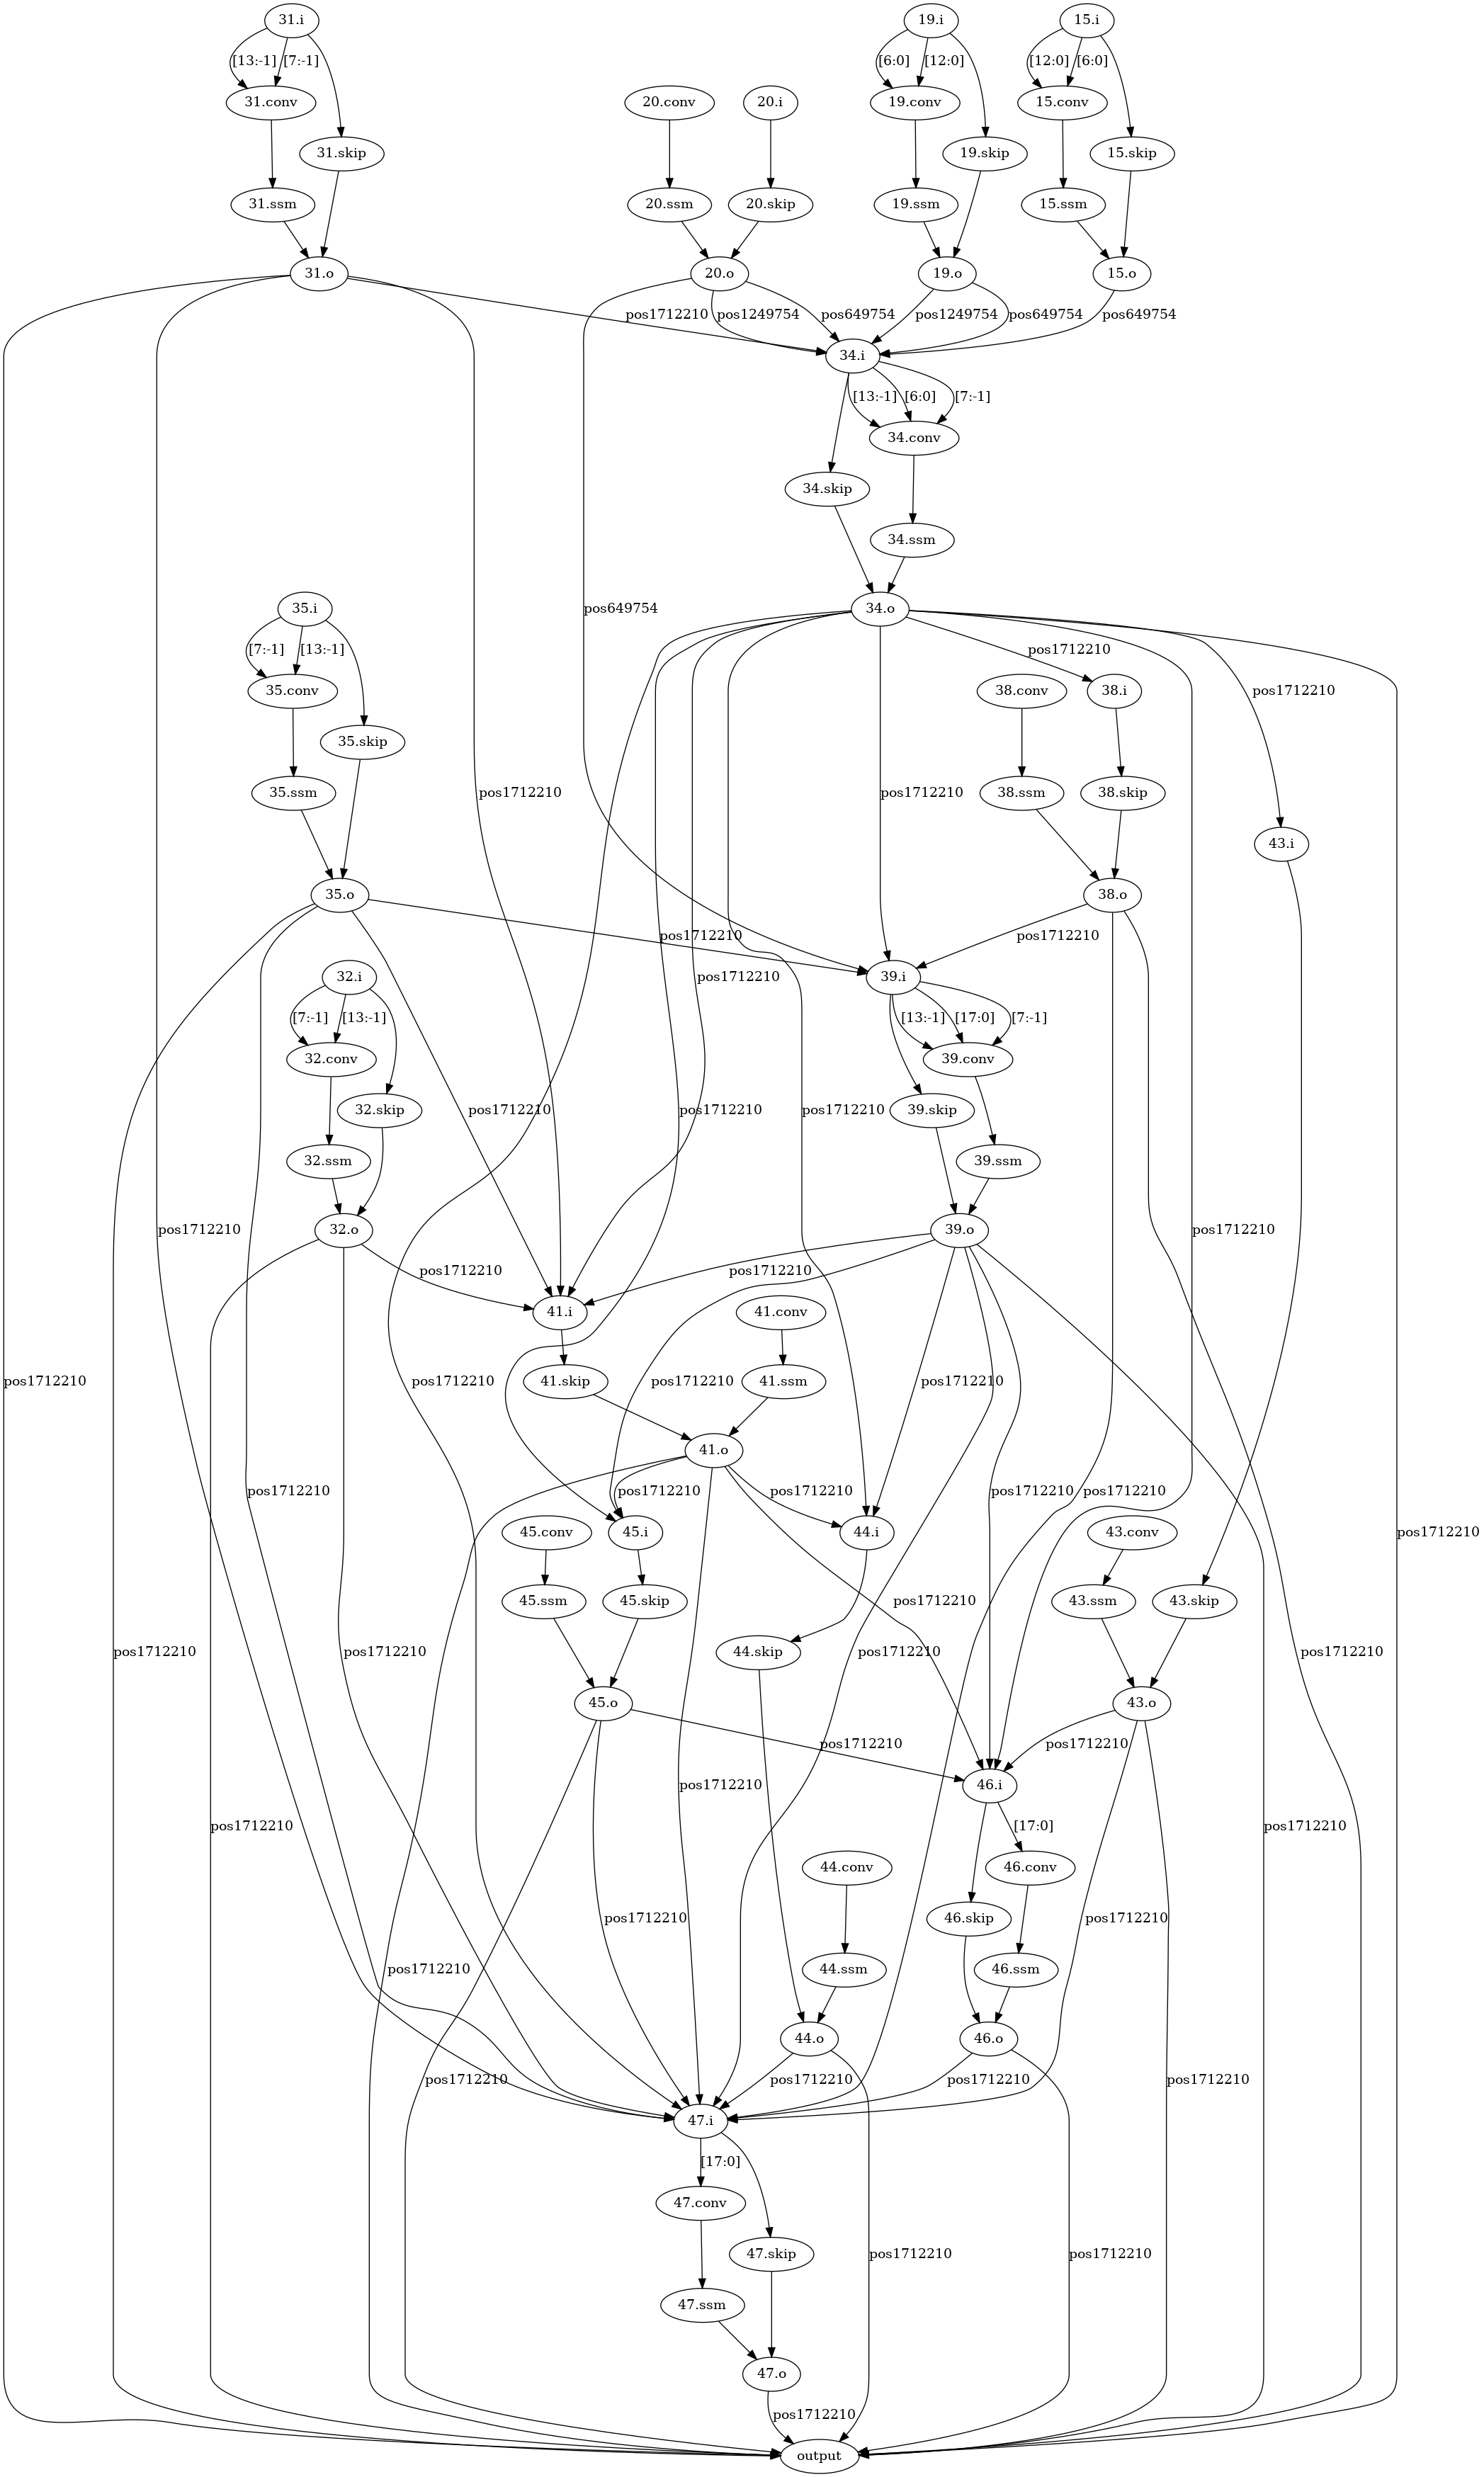 31.i 19.i 15.i
[13:-1] [7:-1] [6:0] [12:0] [12:0] [6:0]
31.conv 20.conv 20.i 19.conv 15.conv
31.skip 19.skip 15.skip
31.ssm 20.ssm 20.skip 19.ssm 15.ssm
31.o 20.o 19.o 15.o
pos1712210 pos1249754 pos649754 pos1249754 pos649754 pos649754
34.i
[13:-1] [6:0] [7:-1]
34.conv
34.skip
34.ssm
35.i pos649754 34.o
[7:-1] [13:-1] pos1712210
35.conv 38.conv 38.i pos1712210
35.skip
35.ssm pos1712210 pos1712210 38.ssm 38.skip
43.i
35.o 38.o
pos1712210 pos1712210
32.i pos1712210 39.i
[7:-1] [13:-1] [13:-1] [17:0] [7:-1]
32.conv 39.conv
32.skip pos1712210 pos1712210 pos1712210 39.skip
32.ssm 39.ssm
pos1712210 32.o 39.o pos1712210
pos1712210 pos1712210
41.i 41.conv
pos1712210 pos1712210 41.skip pos1712210 41.ssm pos1712210
41.o
pos1712210 pos1712210 pos1712210 pos1712210 pos1712210
45.conv 45.i 44.i 43.conv pos1712210
45.ssm 45.skip pos1712210 43.ssm 43.skip
pos1712210 pos1712210 44.skip pos1712210 pos1712210
45.o 43.o
pos1712210 pos1712210
pos1712210 46.i
pos1712210 [17:0] pos1712210
44.conv 46.conv
pos1712210 46.skip pos1712210
pos1712210 44.ssm 46.ssm
44.o 46.o
pos1712210 pos1712210 pos1712210 pos1712210
47.i
[17:0]
47.conv
47.skip pos1712210 pos1712210
47.ssm
47.o
pos1712210
output